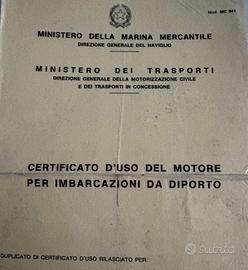 Mod. MC 841
MINISTERO DELLA MARINA MERCANTILE
DIREZIONE GENERALE DEL NAVIGLIO
MINISTERO DEI TRASPORTI
DIREZIONE GENERALE DELLA MOTORIZZAZIONE CIVILE
E DEI TRASPORTI IN CONCESSIONE
CERTIFICATO D'USO DEL MOTORE
PER IMBARCAZIONI DA DIPORTO
DUPLICATO DI CERTIFICATO D'USO RILASCIATO PER:
subito